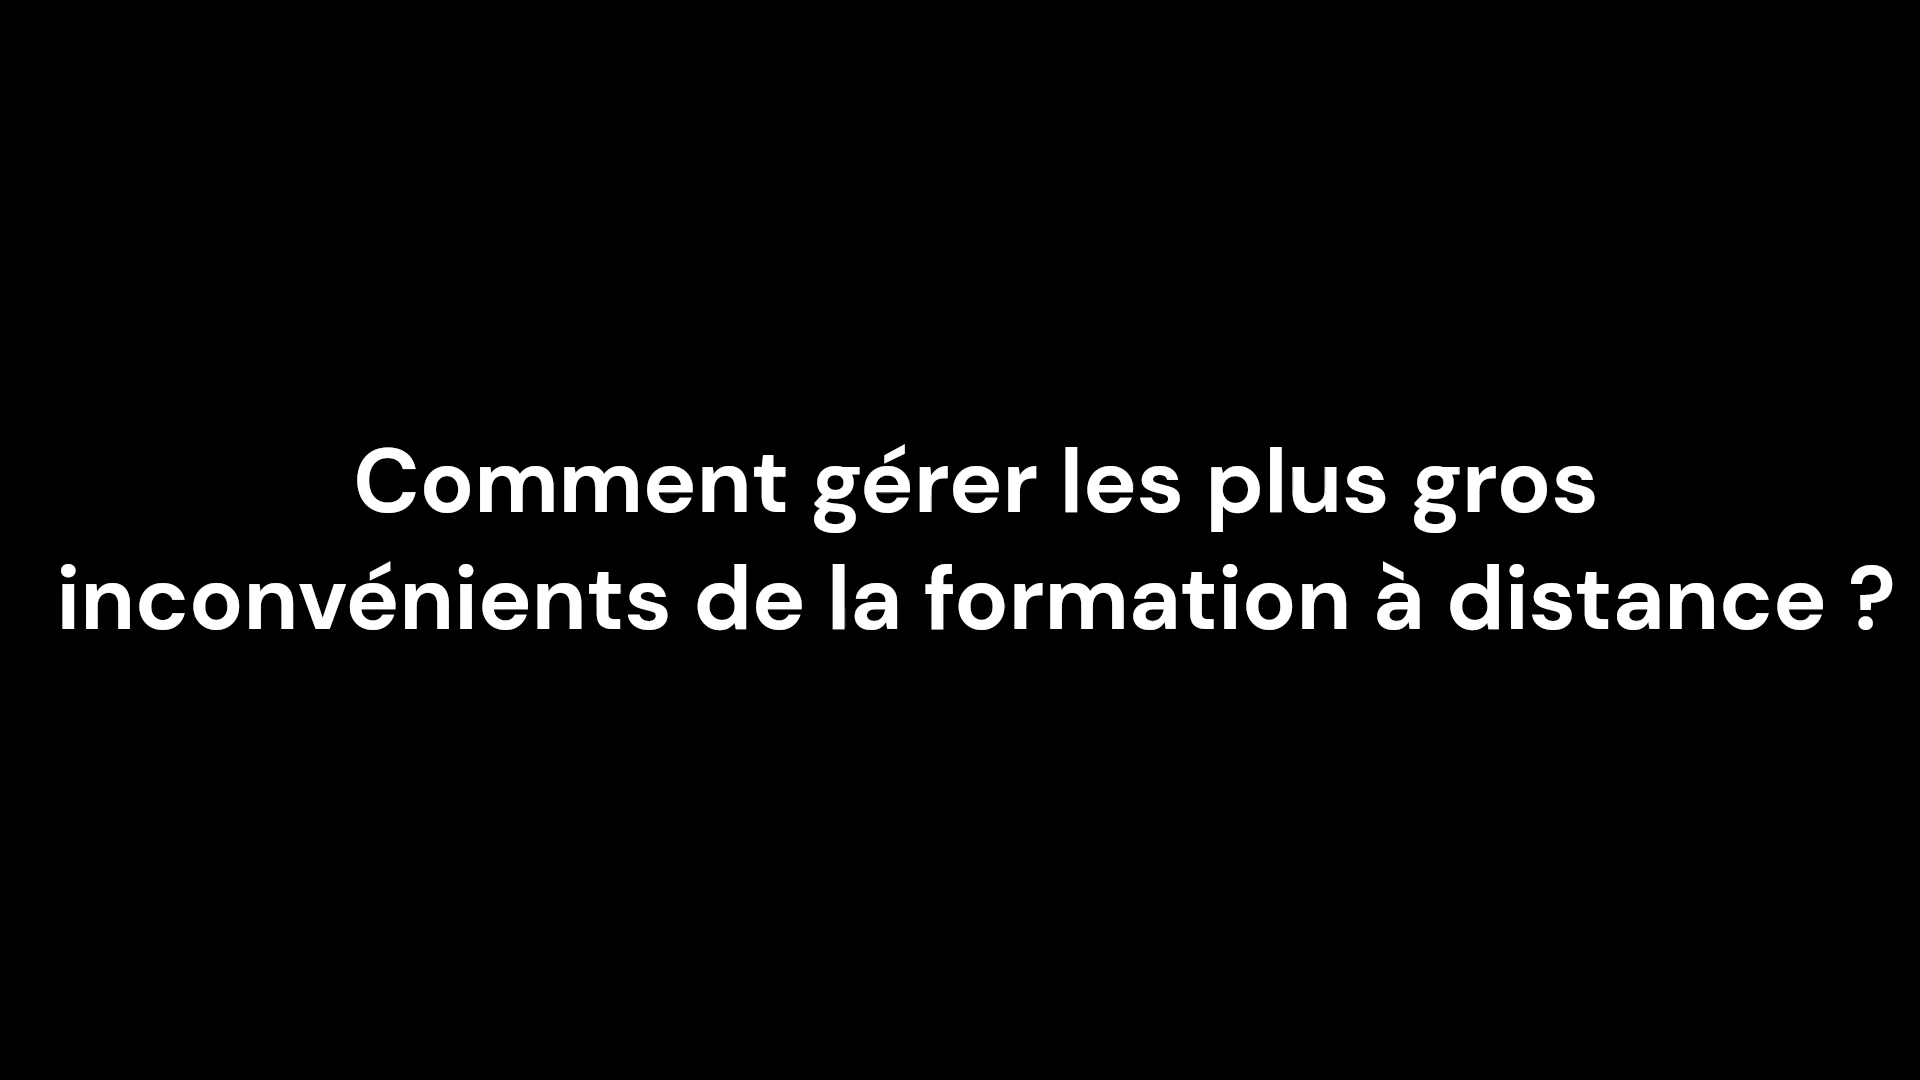 Comment gérer les plus gros
inconvénients de la formation à distance ?